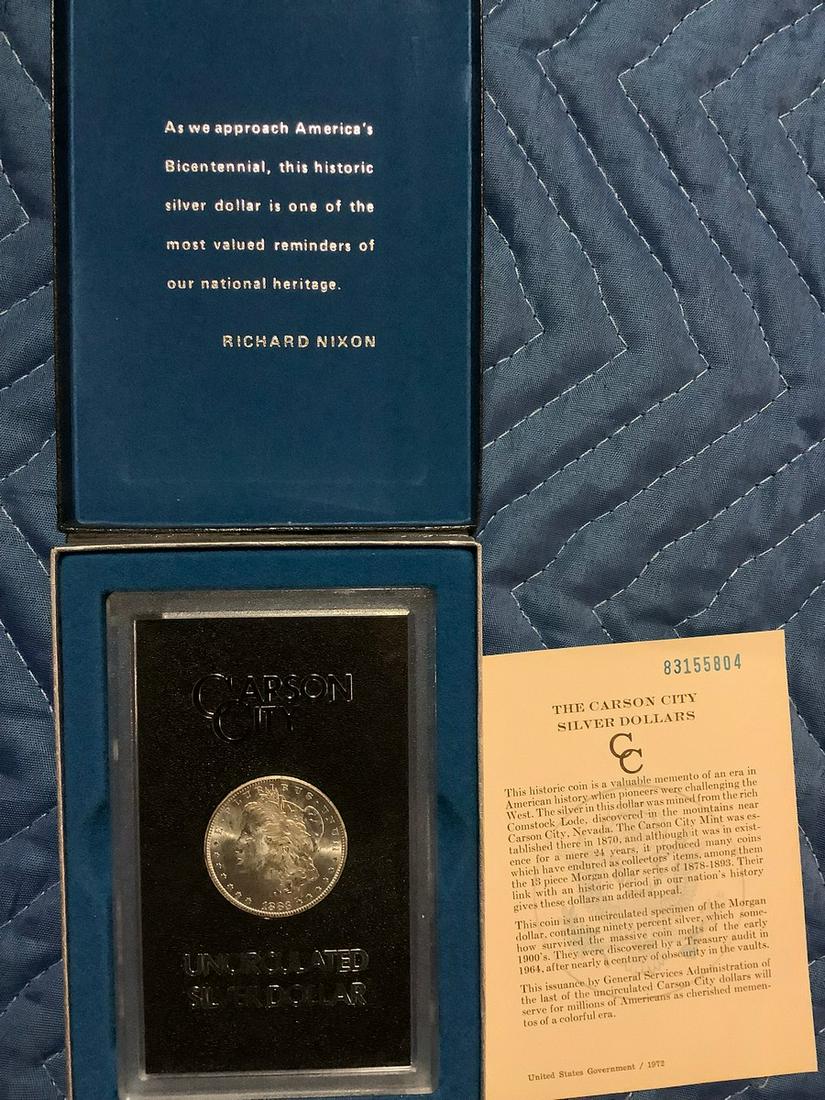 As we approach America's
Bicentennial, this historic
silver dollar is one of the
most valued reminders of
our national heritage.
RICHARD NIXON
CARSON
CITY
UNCIRCULATED
SILVER DOLLAR
83155804
THE CARSON CITY
SILVER DOLLARS
CC
This historic coin is a valuable memento of an era in
American history when pioneers were challenging the
West. The silver in this dollar was mined from the rich
Comstock Lode, discovered in the mountains near
Carson City, Nevada. The Carson City Mint was es-
tablished there in 1870, and although it was in exist-
ence for a mere 24 years, it produced many coins
which have endured as collectors' items, among them
the 13 piece Morgan dollar series of 1878-1893. Their
link with an historic period in our nation's history
gives these dollars an added appeal.
This coin is an uncirculated specimen of the Morgan
dollar, containing ninety percent silver, which some-
how survived the massive coin melts of the early
1900's. They were discovered by a Treasury audit in
1964, after nearly a century of obscurity in the vaults.
This issuance by General Services Administration of
the last of the uncirculated Carson City dollars will
serve for millions of Americans as cherished memen-
tos of a colorful era.
United States Government / 1972